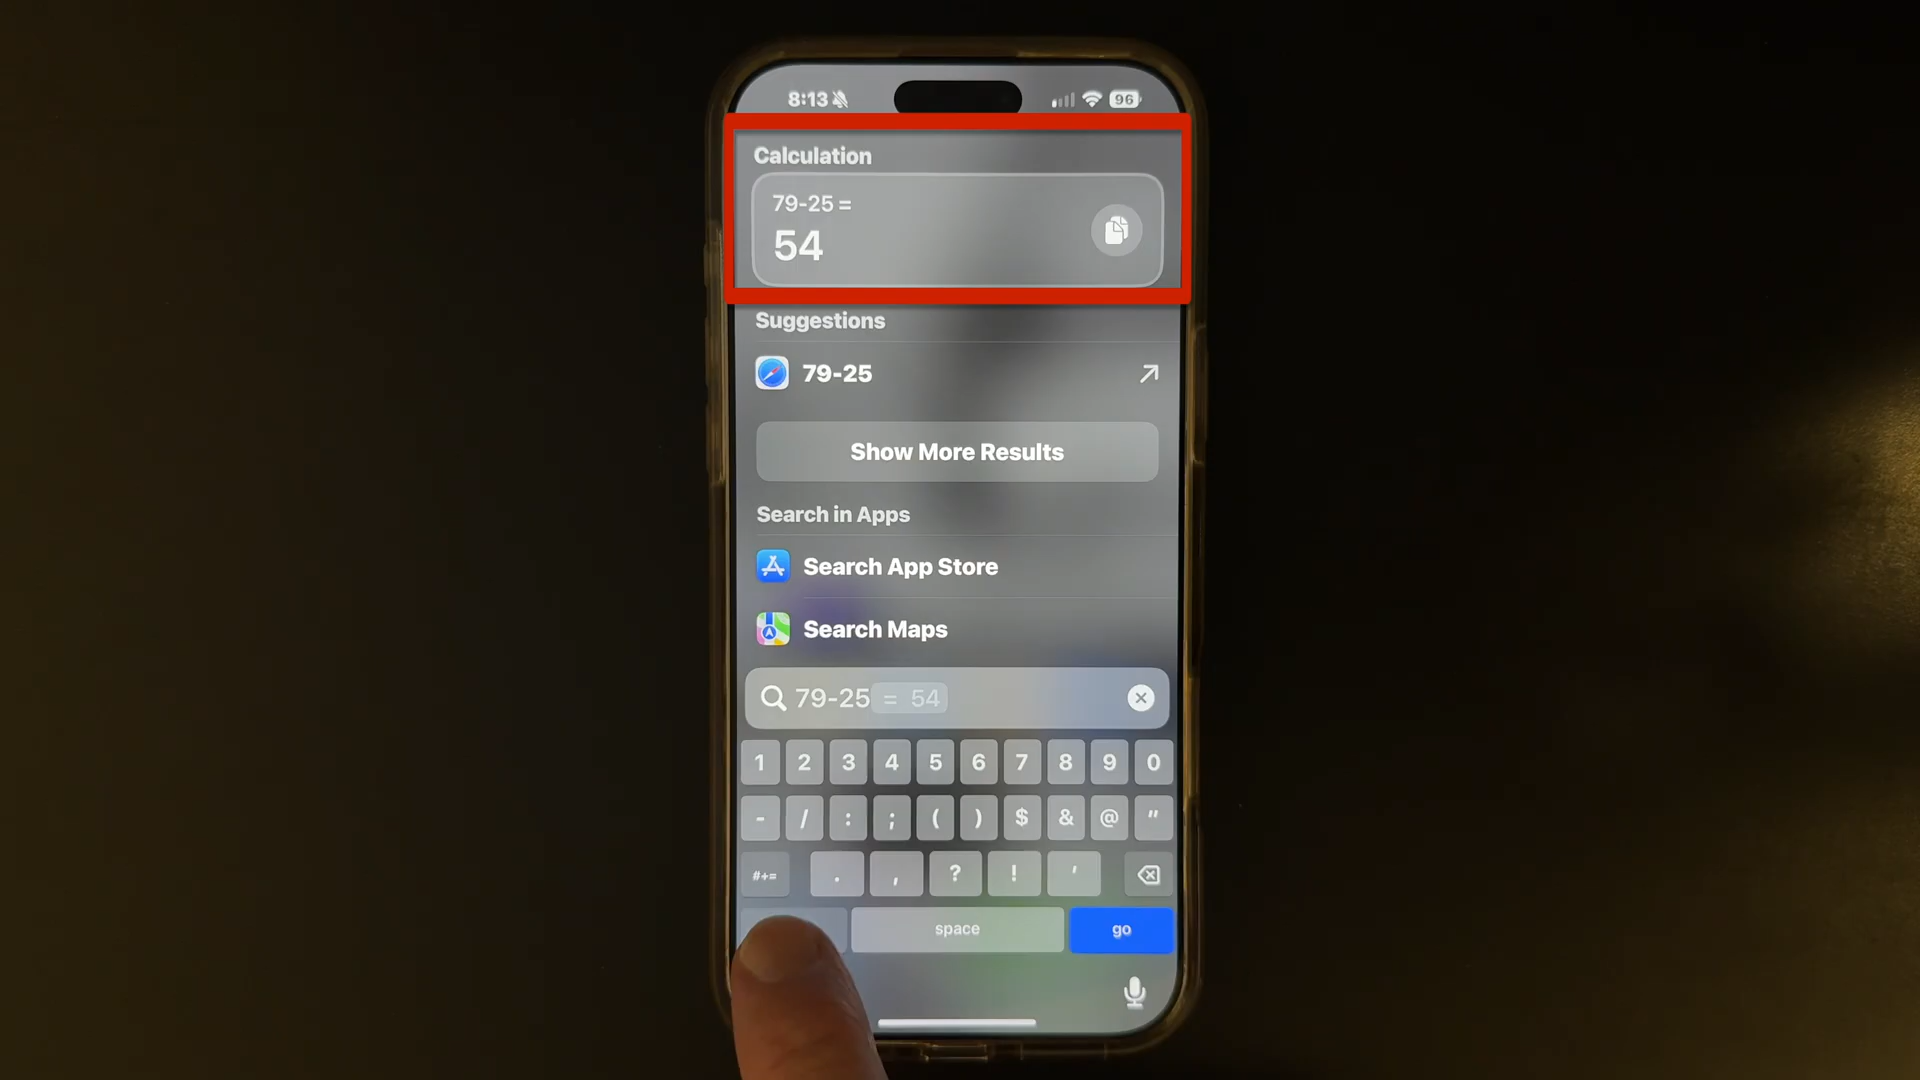 8:13
96
Calculation
79-25 =
54
Suggestions
79-25
Show More Results
Search in Apps
Search App Store
Search Maps
79-25 = 54
1 2 3 4 5 6 7 8 9 0
- / : ; ( ) $ & @ "
#+= . , ? ! '
space go